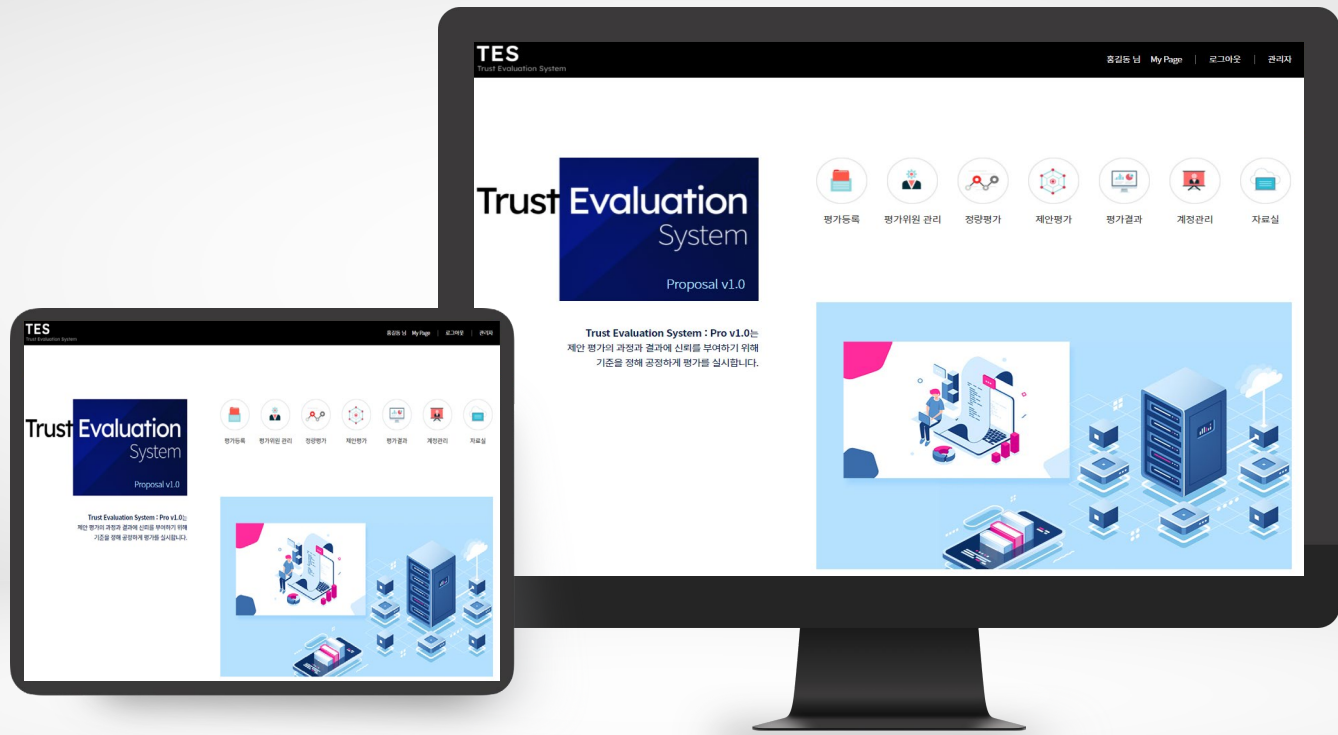 TES
Trust Evaluation System
홍길동 님 My Page | 로그아웃 | 관리자
Trust Evaluation
System
Proposal v1.0
평가등록 평가위원 관리 정량평가 제안평가 평가결과 계정관리 자료실
Trust Evaluation System : Pro v1.0는
제안 평가의 과정과 결과에 신뢰를 부여하기 위해
기준을 정해 공정하게 평가를 실시합니다.
TES
Trust Evaluation System
홍길동 님 My Page | 로그아웃 | 관리자
Trust Evaluation
System
Proposal v1.0
평가등록 평가위원 관리 정량평가 제안평가 평가결과 계정관리 자료실
Trust Evaluation System : Pro v1.0는
제안 평가의 과정과 결과에 신뢰를 부여하기 위해
기준을 정해 공정하게 평가를 실시합니다.